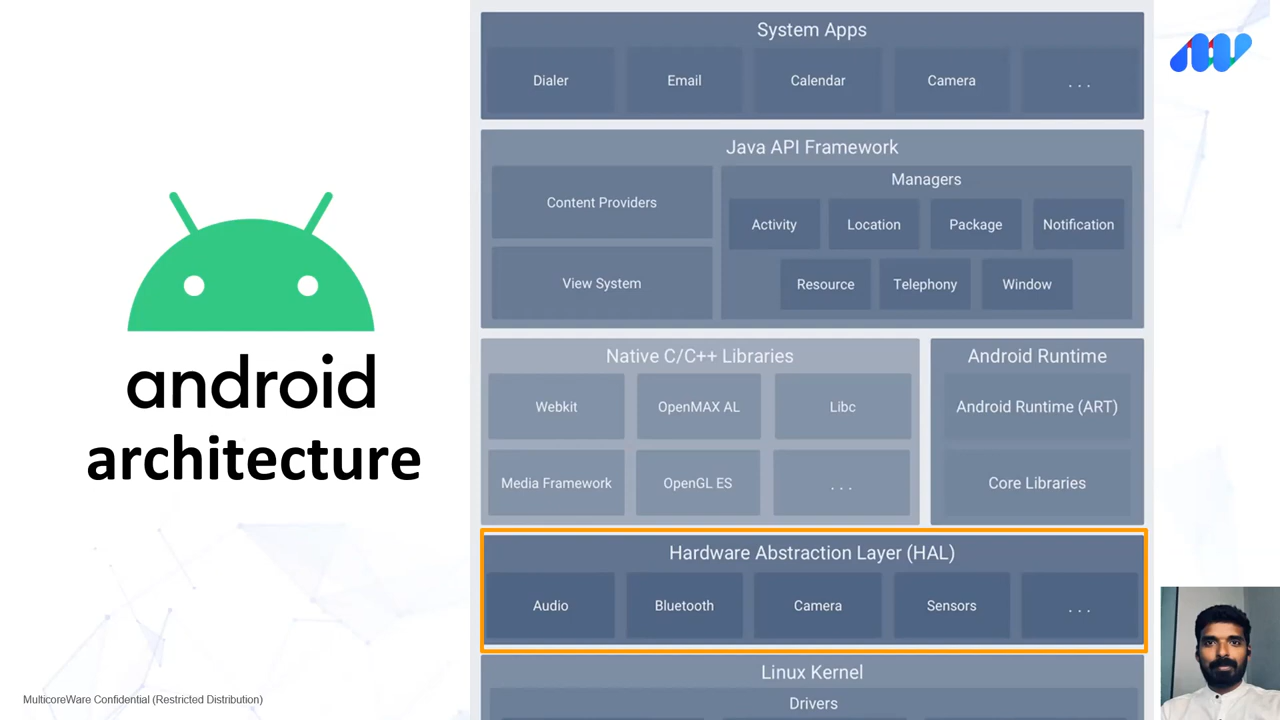 System Apps
Dialer
Email
Calendar
Camera
. . .
Java API Framework
Content Providers
View System
Managers
Activity
Location
Package
Notification
Resource
Telephony
Window
android
architecture
Native C/C++ Libraries
Webkit
OpenMAX AL
Libc
Media Framework
OpenGL ES
. . .
Android Runtime
Android Runtime (ART)
Core Libraries
Hardware Abstraction Layer (HAL)
Audio
Bluetooth
Camera
Sensors
. . .
Linux Kernel
Drivers
MulticoreWare Confidential (Restricted Distribution)